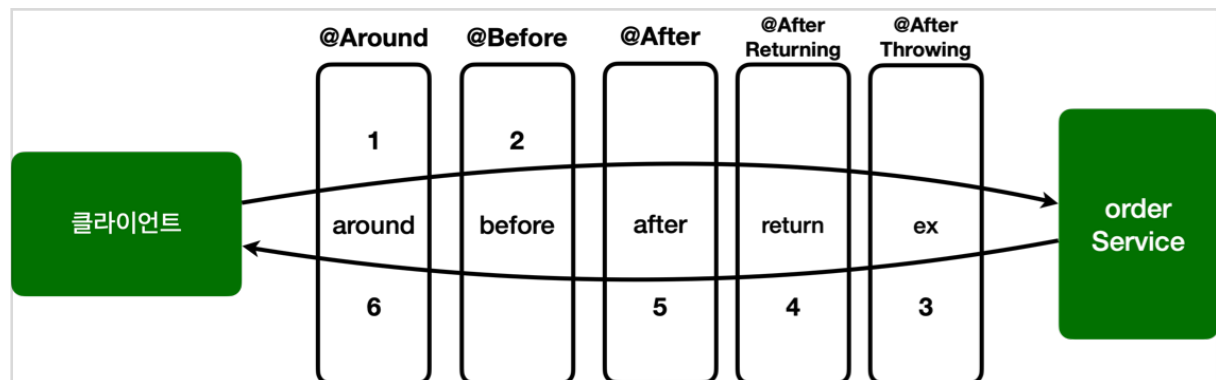 @Around
@Before
@After
@After
Returning
@After
Throwing
1
2
클라이언트
around
before
after
return
ex
order
Service
6
5
4
3